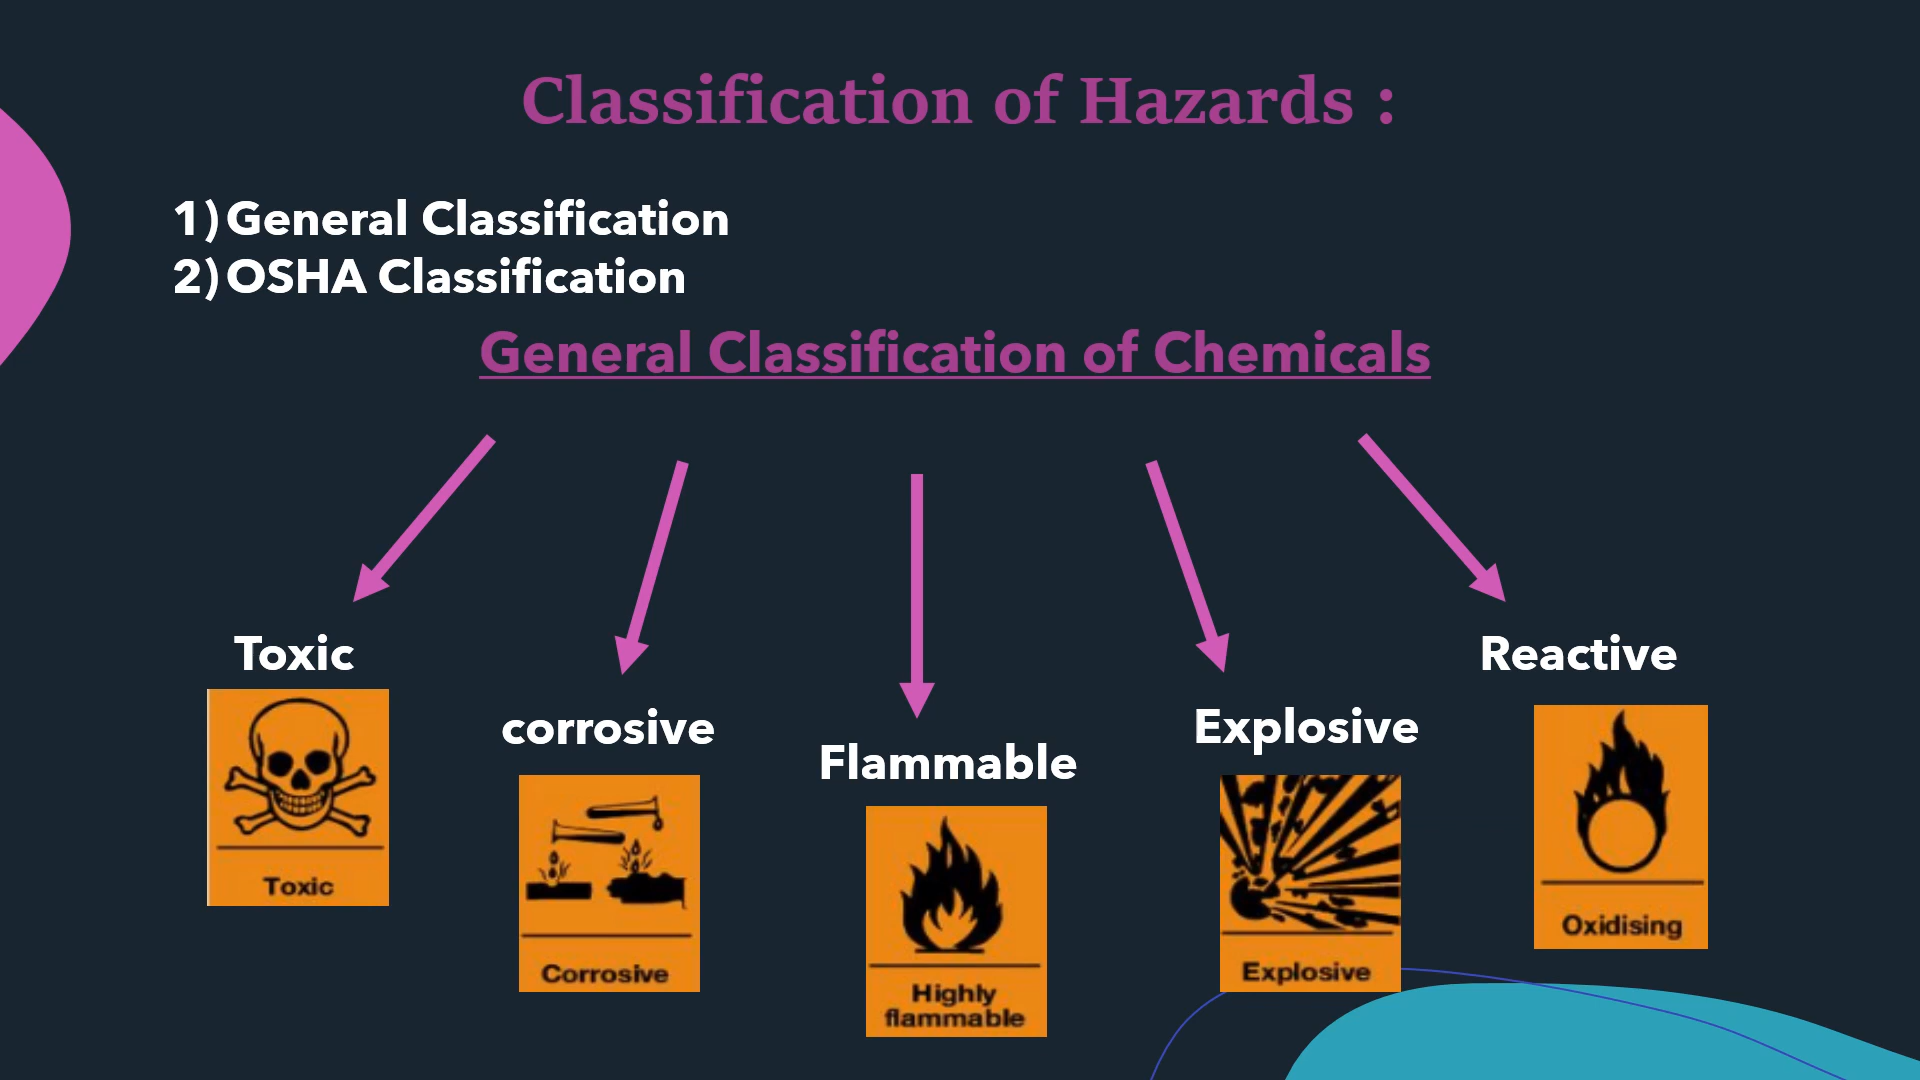 Classification of Hazards :
1) General Classification
2) OSHA Classification
General Classification of Chemicals
Toxic
Reactive
corrosive
Explosive
Flammable
Toxic
Oxidising
Corrosive
Explosive
Highly
flammable